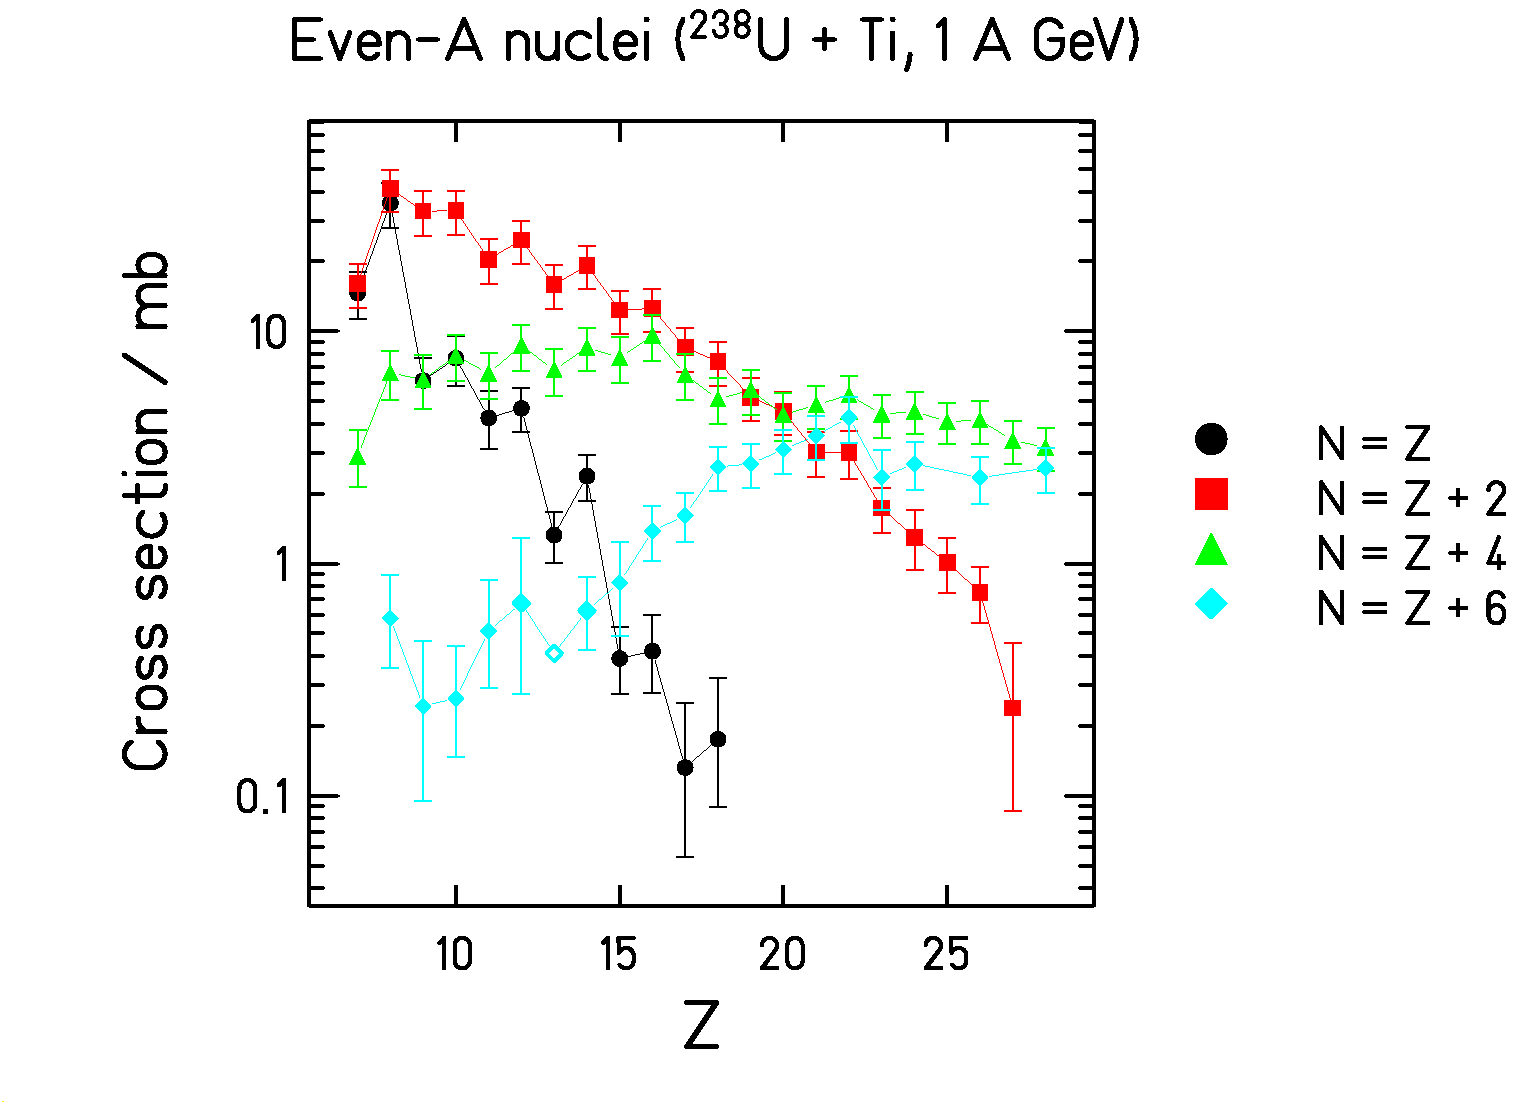 Even-A nuclei (²³⁸U + Ti, 1 A GeV)
Cross section / mb
10
1
0.1
10 15 20 25
Z
N = Z
N = Z + 2
N = Z + 4
N = Z + 6